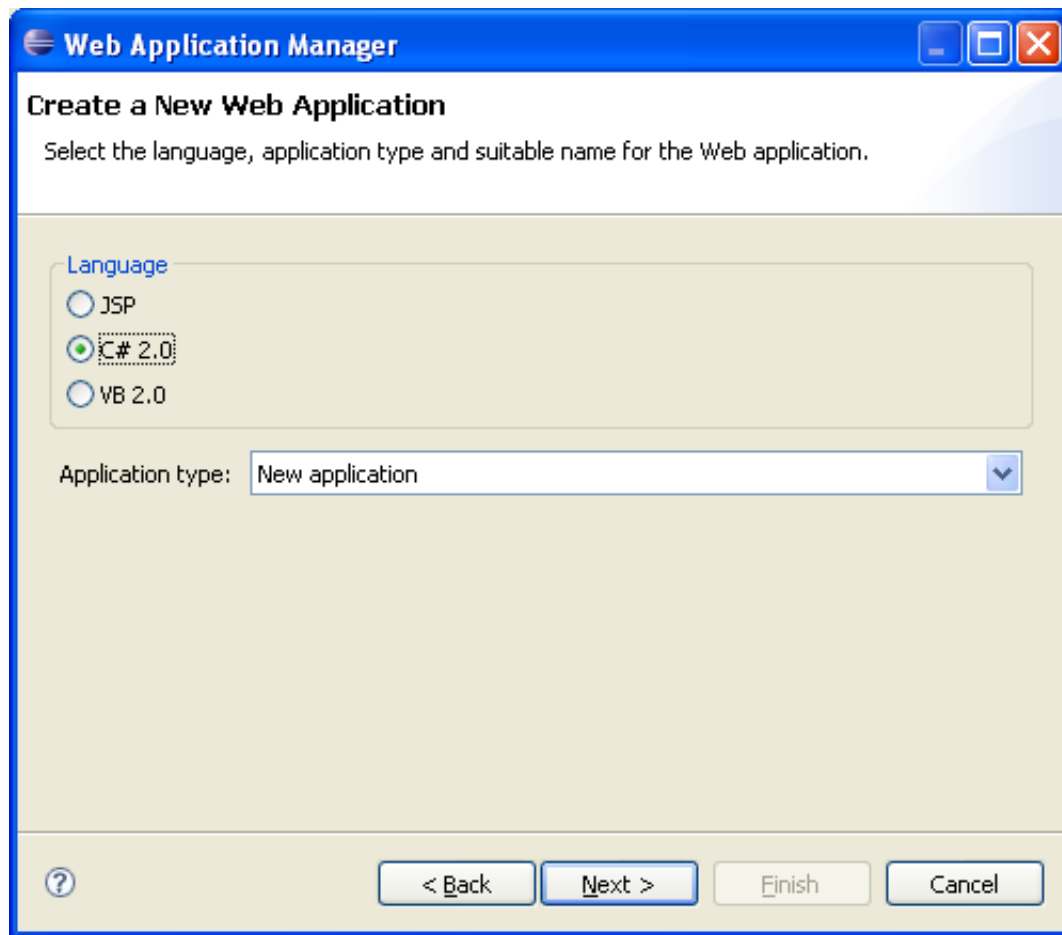 Web Application Manager
Create a New Web Application
Select the language, application type and suitable name for the Web application.
Language
JSP
C# 2.0
VB 2.0
Application type: New application
?
< Back Next > Finish Cancel